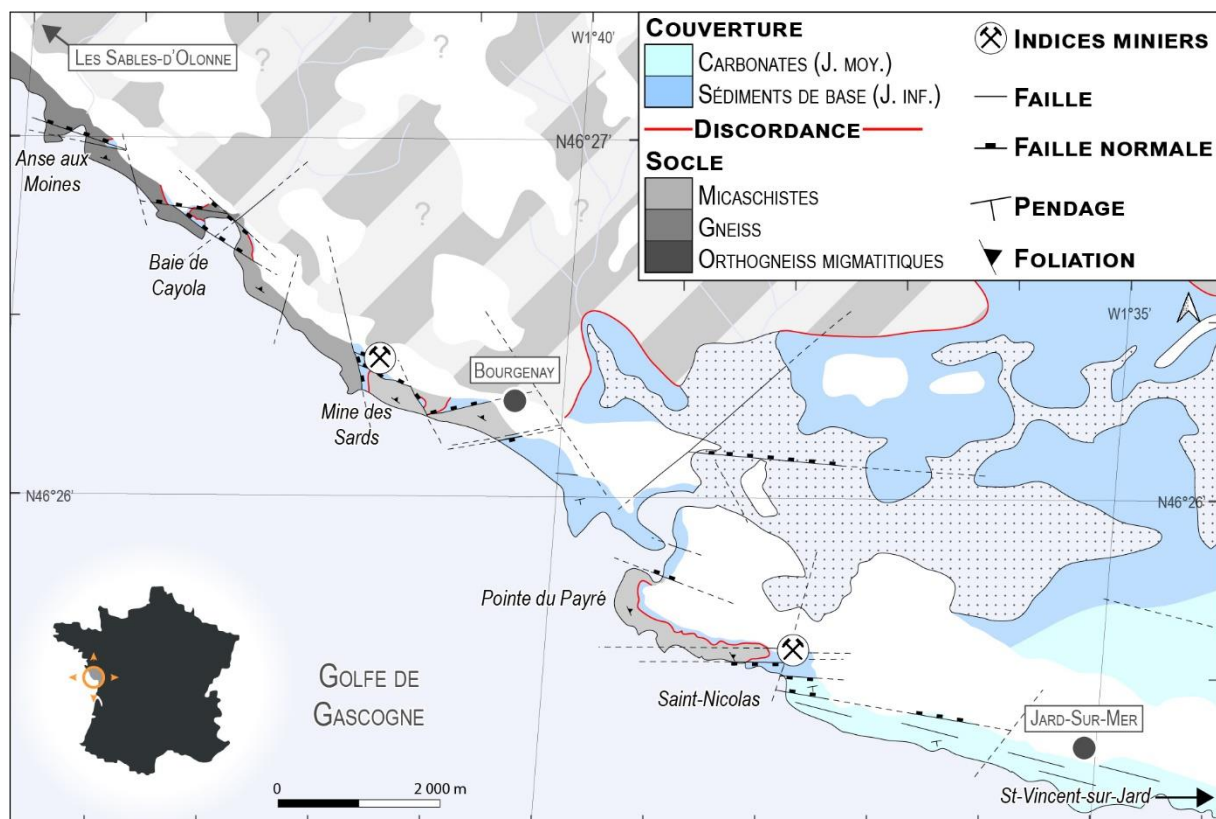 LES SABLES-D'OLONNE
W1°40'
?
?
?
?
N46°27'
Anse aux
Moines
Baie de
Cayola
Mine des
Sards
BOURGENAY
N46°26'
N46°26'
W1°35'
Pointe du Payré
Saint-Nicolas
JARD-SUR-MER
St-Vincent-sur-Jard
GOLFE DE
GASCOGNE
0
2 000 m
COUVERTURE
CARBONATES (J. MOY.)
SÉDIMENTS DE BASE (J. INF.)
DISCORDANCE
SOCLE
MICASCHISTES
GNEISS
ORTHOGNEISS MIGMATITIQUES
INDICES MINIERS
FAILLE
FAILLE NORMALE
PENDAGE
FOLIATION